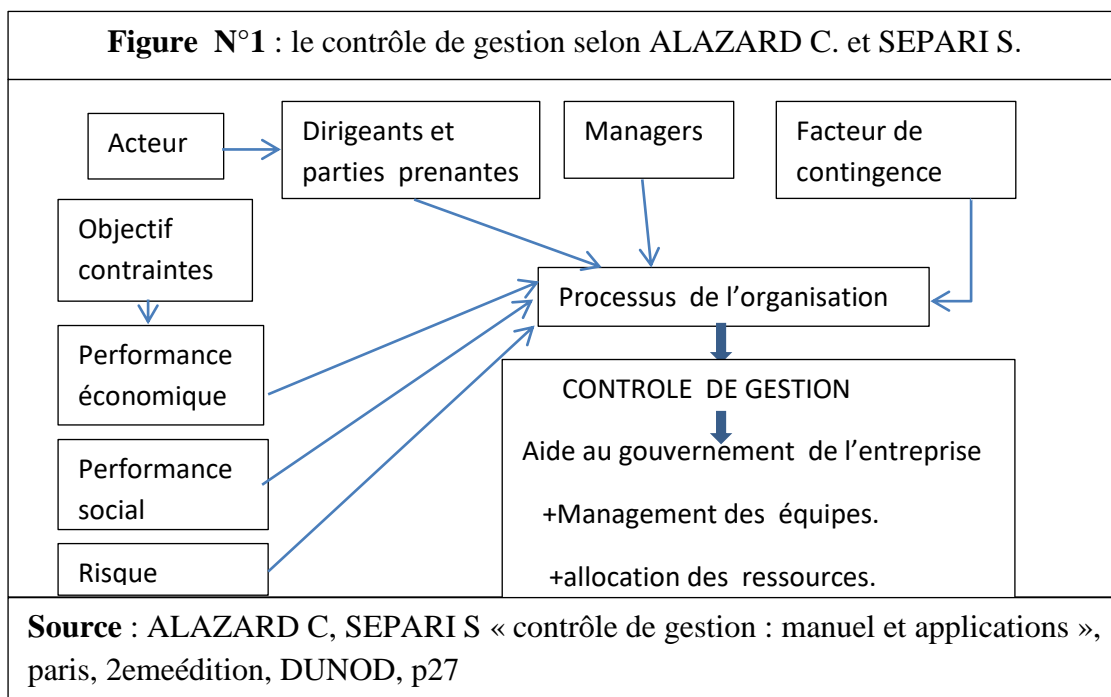 Figure N°1 : le contrôle de gestion selon ALAZARD C. et SEPARI S.
Acteur
Dirigeants et
parties prenantes
Managers
Facteur de
contingence
Objectif
contraintes
Processus de l’organisation
Performance
économique
Performance
social
Risque
CONTROLE DE GESTION
Aide au gouvernement de l’entreprise
+Management des équipes.
+allocation des ressources.
Source : ALAZARD C, SEPARI S « contrôle de gestion : manuel et applications »,
paris, 2emeédition, DUNOD, p27